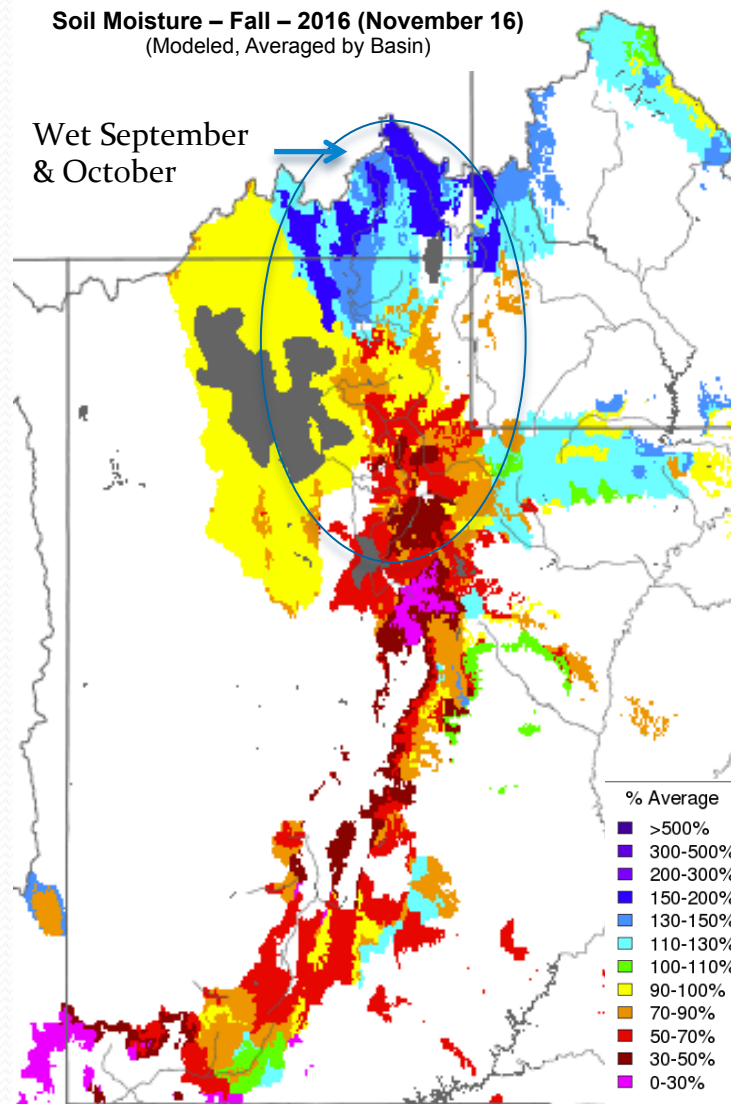 Soil Moisture – Fall – 2016 (November 16)
(Modeled, Averaged by Basin)
Wet September
& October
% Average
>500%
300-500%
200-300%
150-200%
130-150%
110-130%
100-110%
90-100%
70-90%
50-70%
30-50%
0-30%